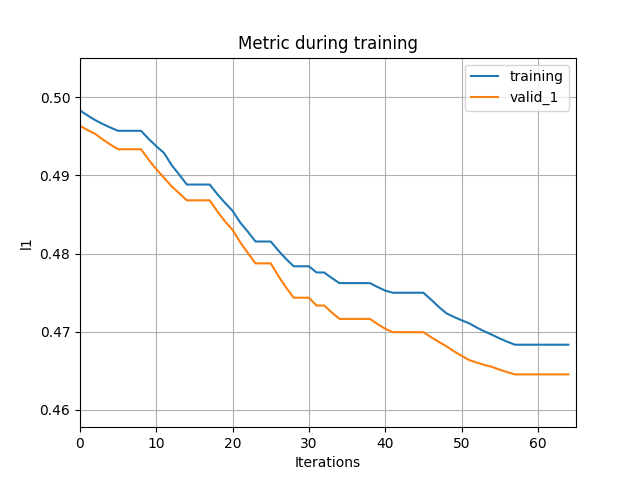 Metric during training
training
valid_1
0.50
0.49
0.48
0.47
0.46
l1
0 10 20 30 40 50 60
Iterations